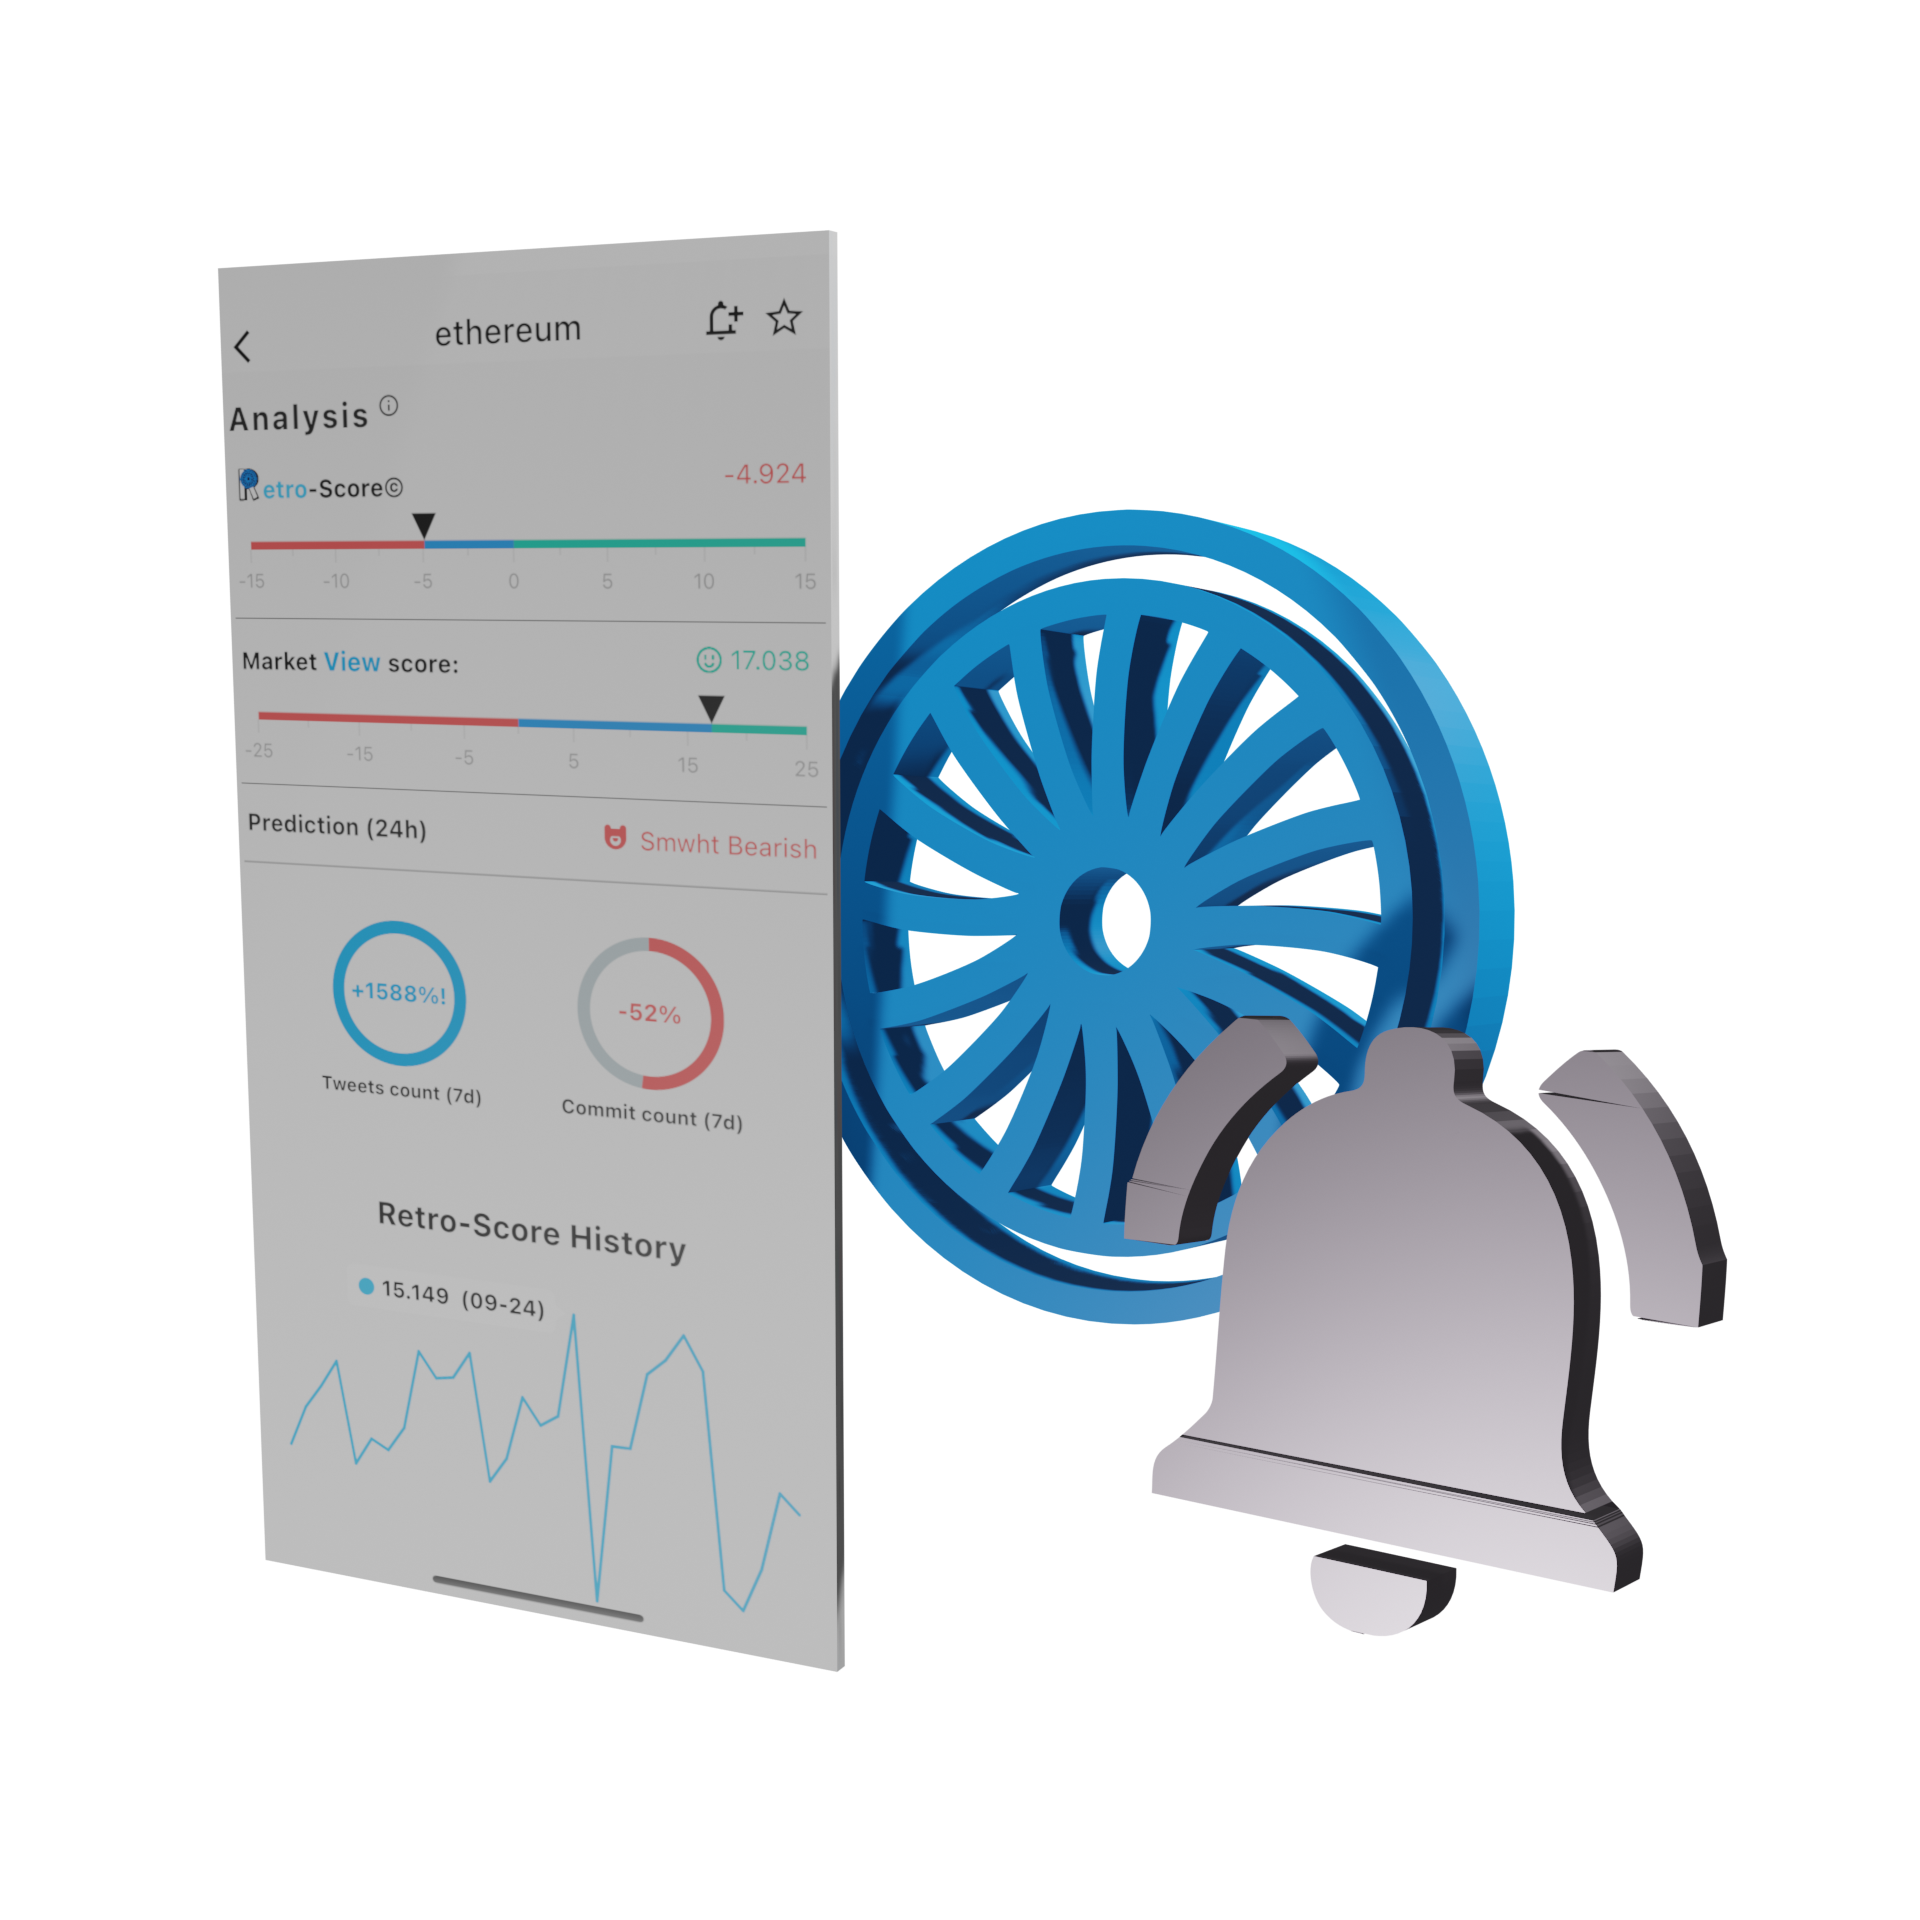 ethereum
Analysis
Retro-Score©
-4.924
-15 -10 -5 0 5 10 15
Market View score:
17.038
-25 -15 -5 5 15 25
Prediction (24h)
Smwht Bearish
+1588%!
-52%
Tweets count (7d)
Commit count (7d)
Retro-Score History
15.149 (09-24)